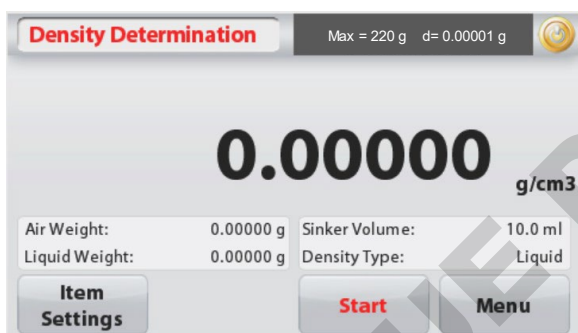 Density Determination
Max = 220 g d= 0.00001 g
0.00000
g/cm3
Air Weight: 0.00000 g Sinker Volume: 10.0 ml
Liquid Weight: 0.00000 g Density Type: Liquid
Item
Settings
Start
Menu